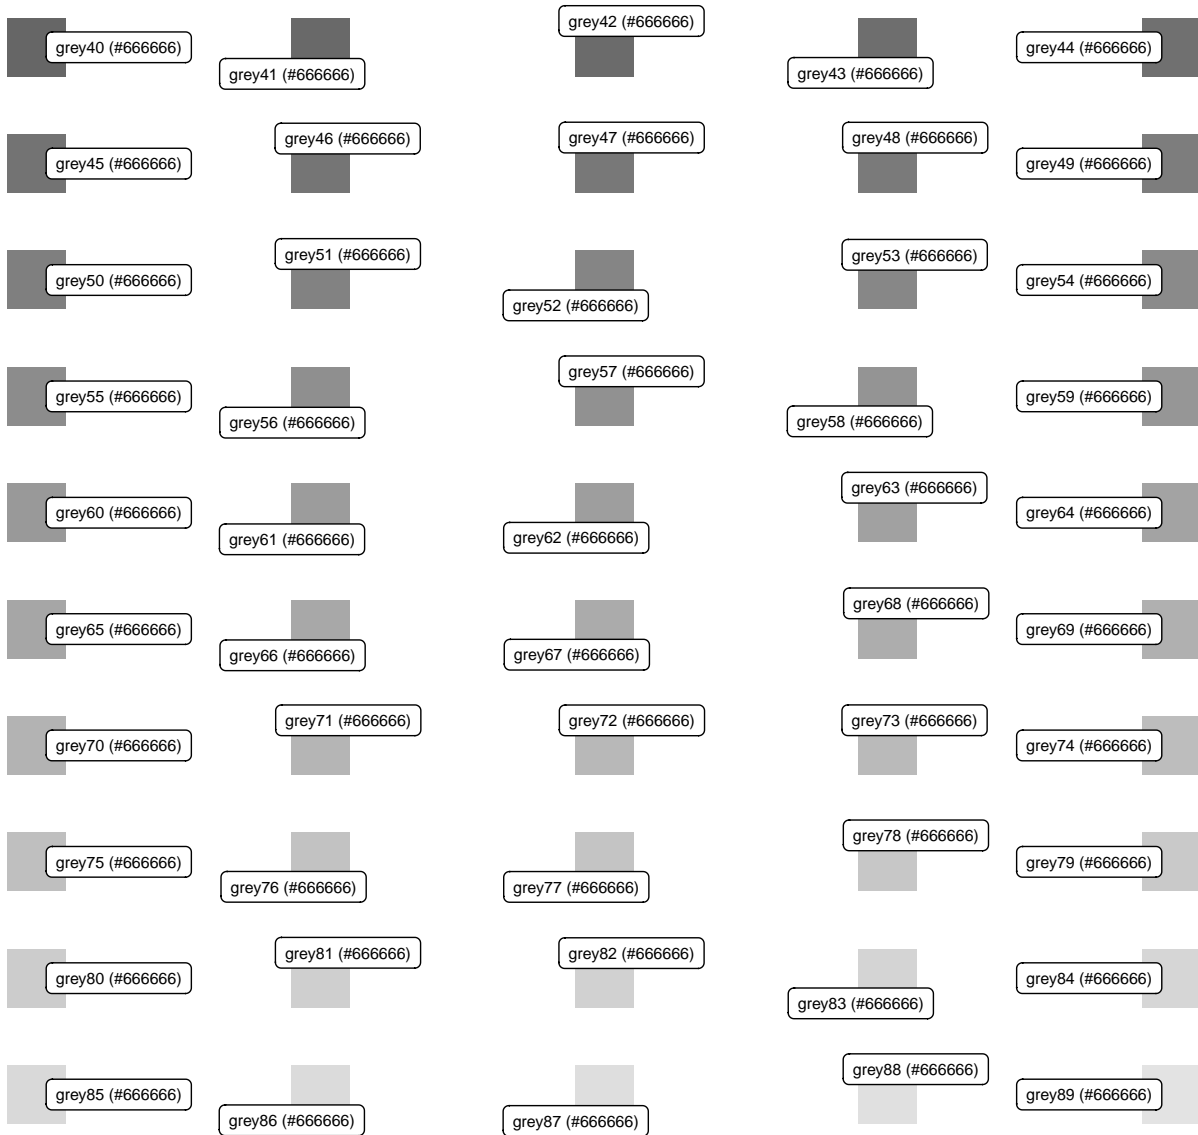 grey40 (#666666)
grey41 (#666666)
grey42 (#666666)
grey43 (#666666)
grey44 (#666666)
grey45 (#666666)
grey46 (#666666)
grey47 (#666666)
grey48 (#666666)
grey49 (#666666)
grey50 (#666666)
grey51 (#666666)
grey52 (#666666)
grey53 (#666666)
grey54 (#666666)
grey55 (#666666)
grey56 (#666666)
grey57 (#666666)
grey58 (#666666)
grey59 (#666666)
grey60 (#666666)
grey61 (#666666)
grey62 (#666666)
grey63 (#666666)
grey64 (#666666)
grey65 (#666666)
grey66 (#666666)
grey67 (#666666)
grey68 (#666666)
grey69 (#666666)
grey70 (#666666)
grey71 (#666666)
grey72 (#666666)
grey73 (#666666)
grey74 (#666666)
grey75 (#666666)
grey76 (#666666)
grey77 (#666666)
grey78 (#666666)
grey79 (#666666)
grey80 (#666666)
grey81 (#666666)
grey82 (#666666)
grey83 (#666666)
grey84 (#666666)
grey85 (#666666)
grey86 (#666666)
grey87 (#666666)
grey88 (#666666)
grey89 (#666666)